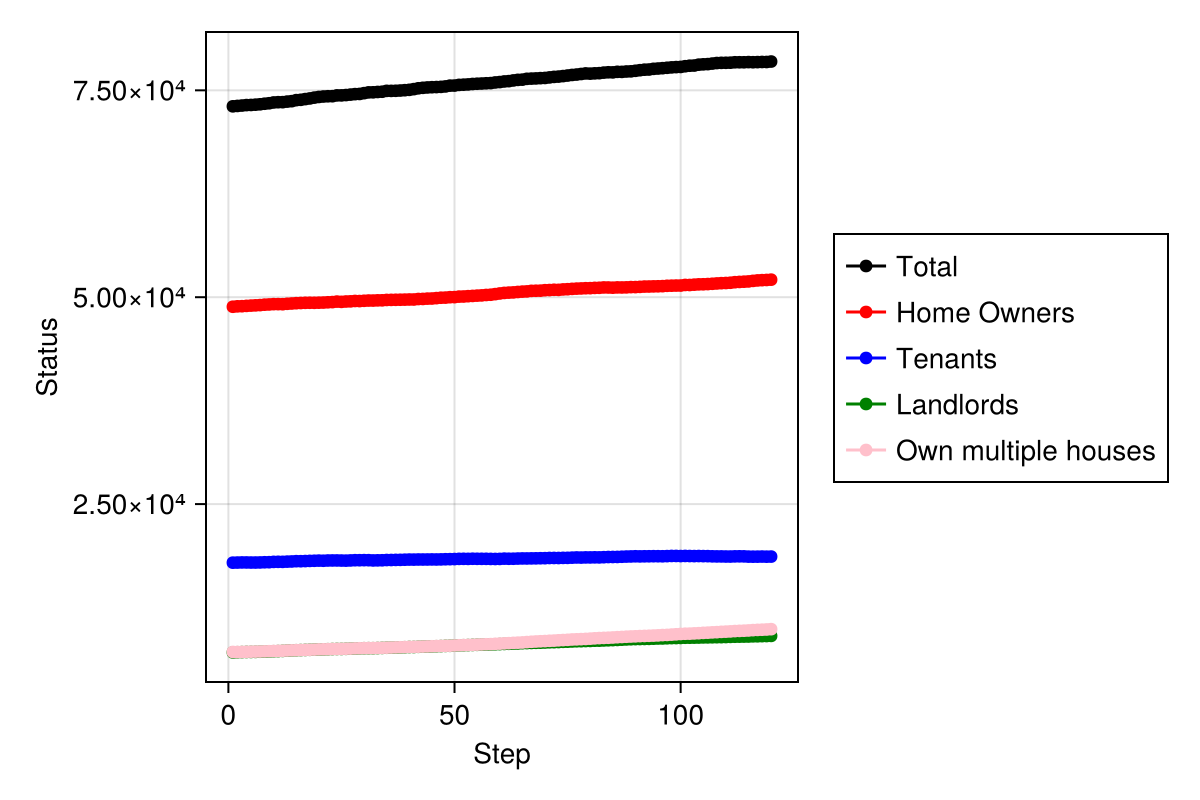 7.50×10⁴
5.00×10⁴
2.50×10⁴
Status
0 50 100
Step
Total
Home Owners
Tenants
Landlords
Own multiple houses